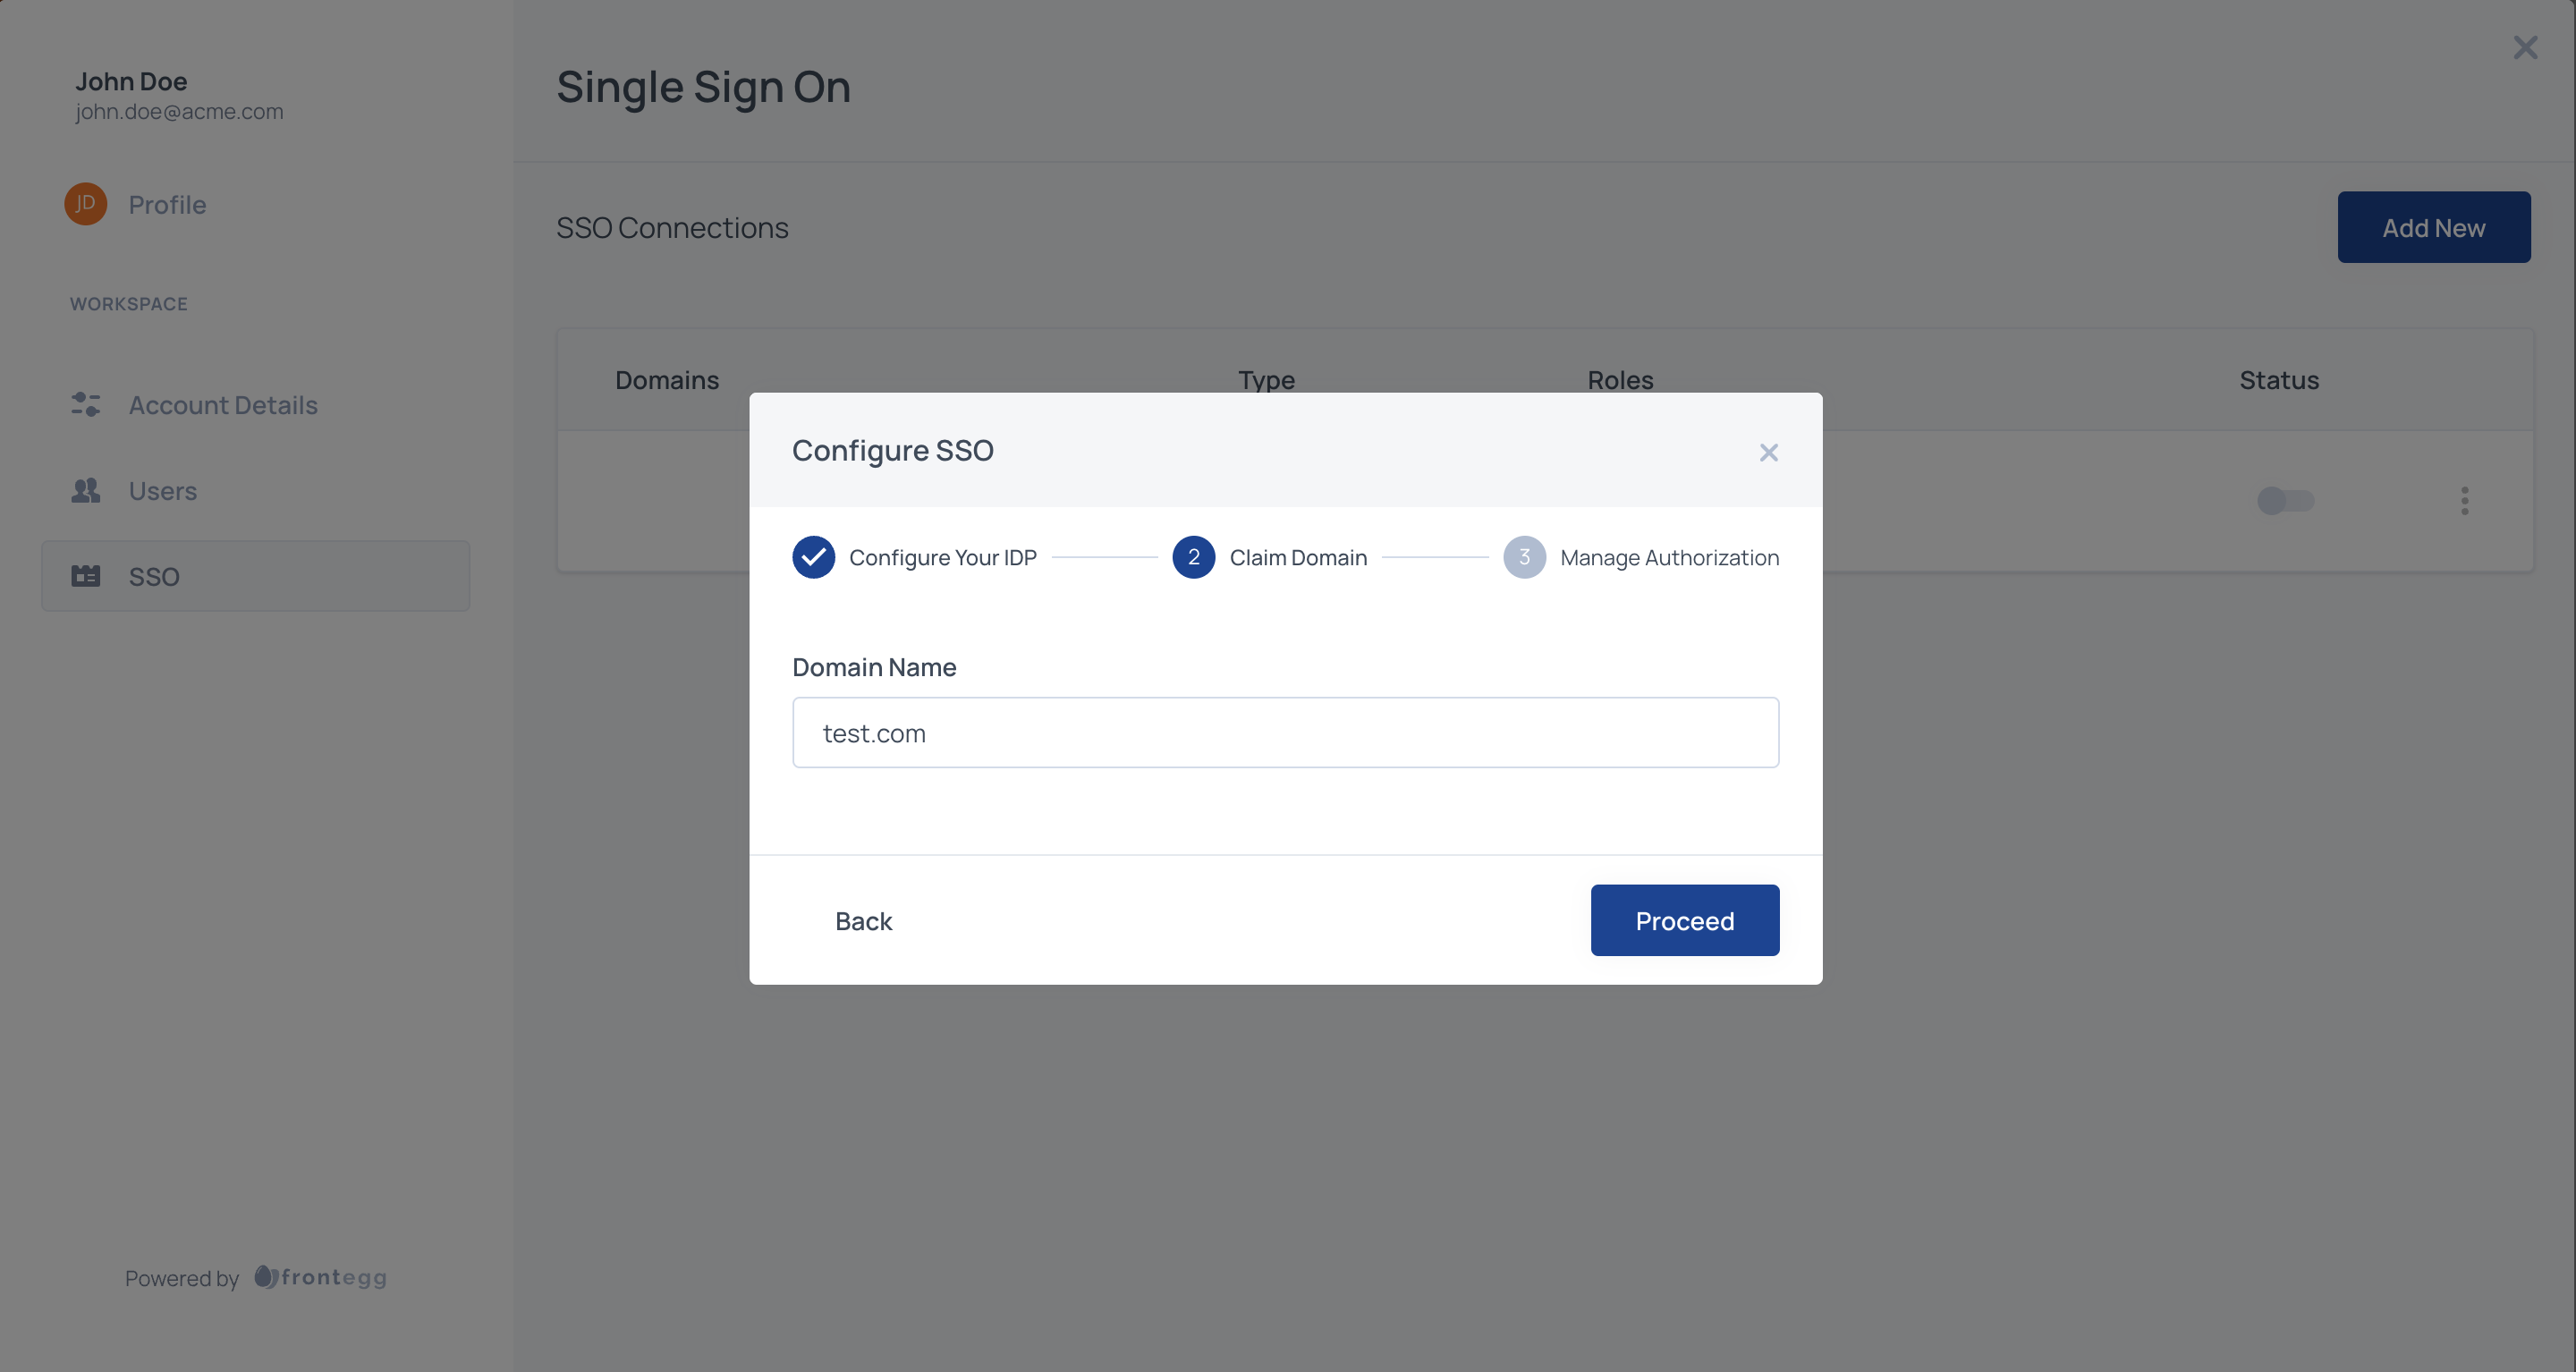 John Doe
john.doe@acme.com
JD Profile
WORKSPACE
Account Details
Users
SSO
Powered by frontegg
Single Sign On
SSO Connections
Add New
Domains Type Roles Status
Configure SSO
Configure Your IDP 2 Claim Domain 3 Manage Authorization
Domain Name
test.com
Back Proceed